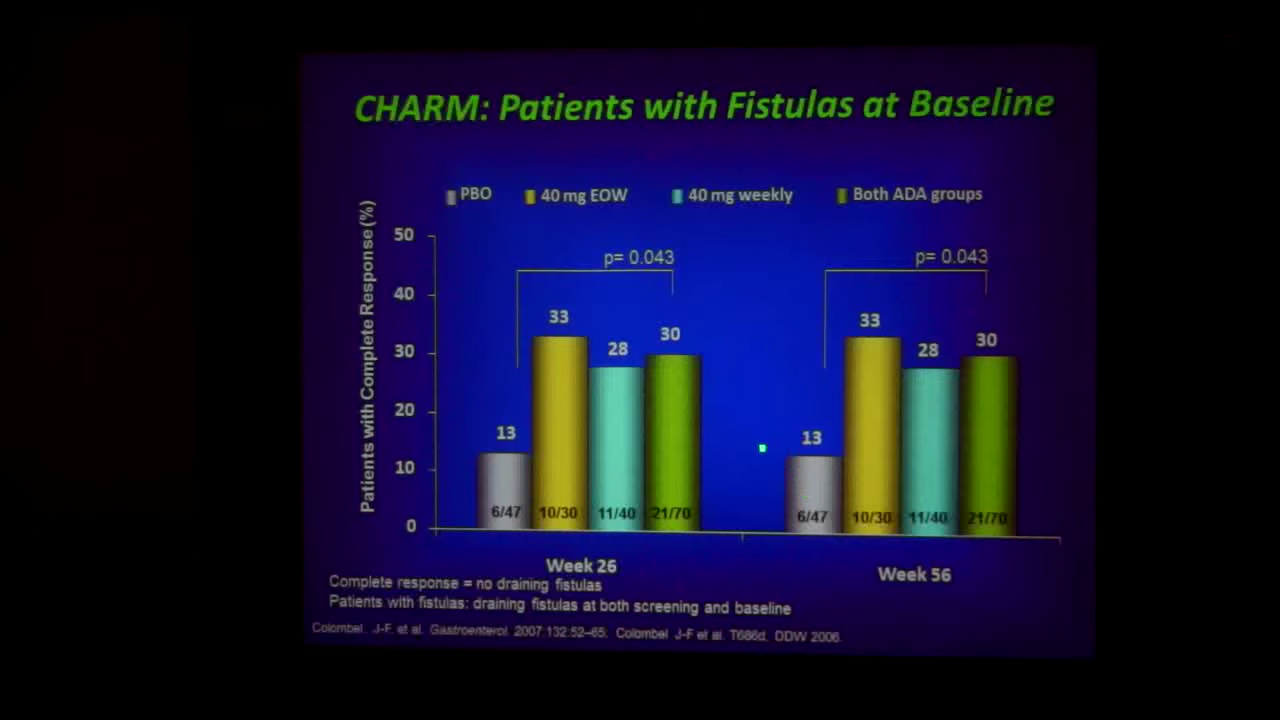 CHARM: Patients with Fistulas at Baseline
PBO 40 mg EOW 40 mg weekly Both ADA groups
Patients with Complete Response (%)
50
40
30
20
10
0
p= 0.043
13
33
28
30
6/47 10/30 11/40 21/70
Week 26
p= 0.043
13
33
28
30
6/47 10/30 11/40 21/70
Week 56
Complete response = no draining fistulas
Patients with fistulas: draining fistulas at both screening and baseline
Colombel, J-F. et al. Gastroenterol. 2007;132:52–65; Colombel J-F et al. T686d, DDW 2006.